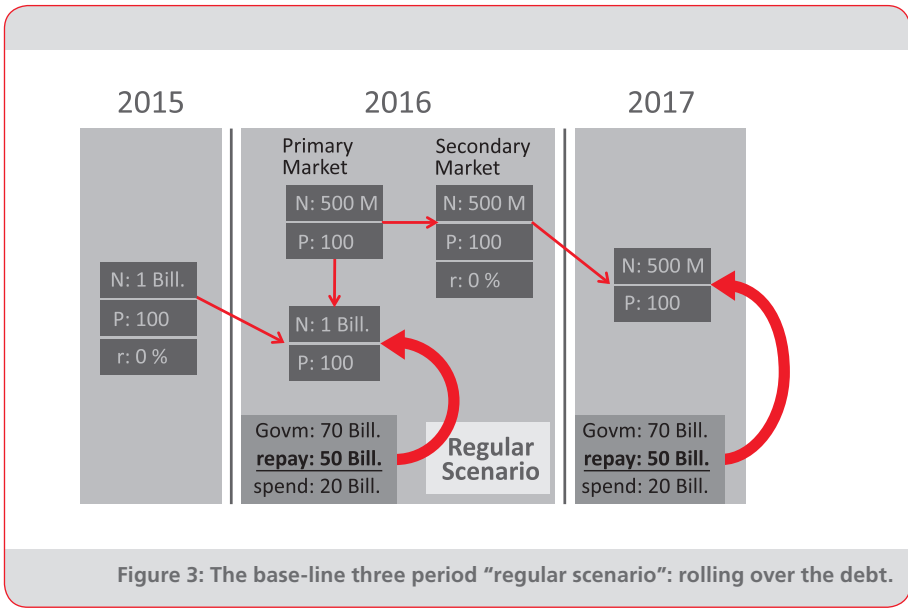 2015
2016
2017
Primary
Market
Secondary
Market
N: 500 M
P: 100
N: 500 M
P: 100
r: 0 %
N: 1 Bill.
P: 100
r: 0 %
N: 1 Bill.
P: 100
N: 500 M
P: 100
Govm: 70 Bill.
repay: 50 Bill.
spend: 20 Bill.
Regular
Scenario
Govm: 70 Bill.
repay: 50 Bill.
spend: 20 Bill.
Figure 3: The base-line three period “regular scenario”: rolling over the debt.